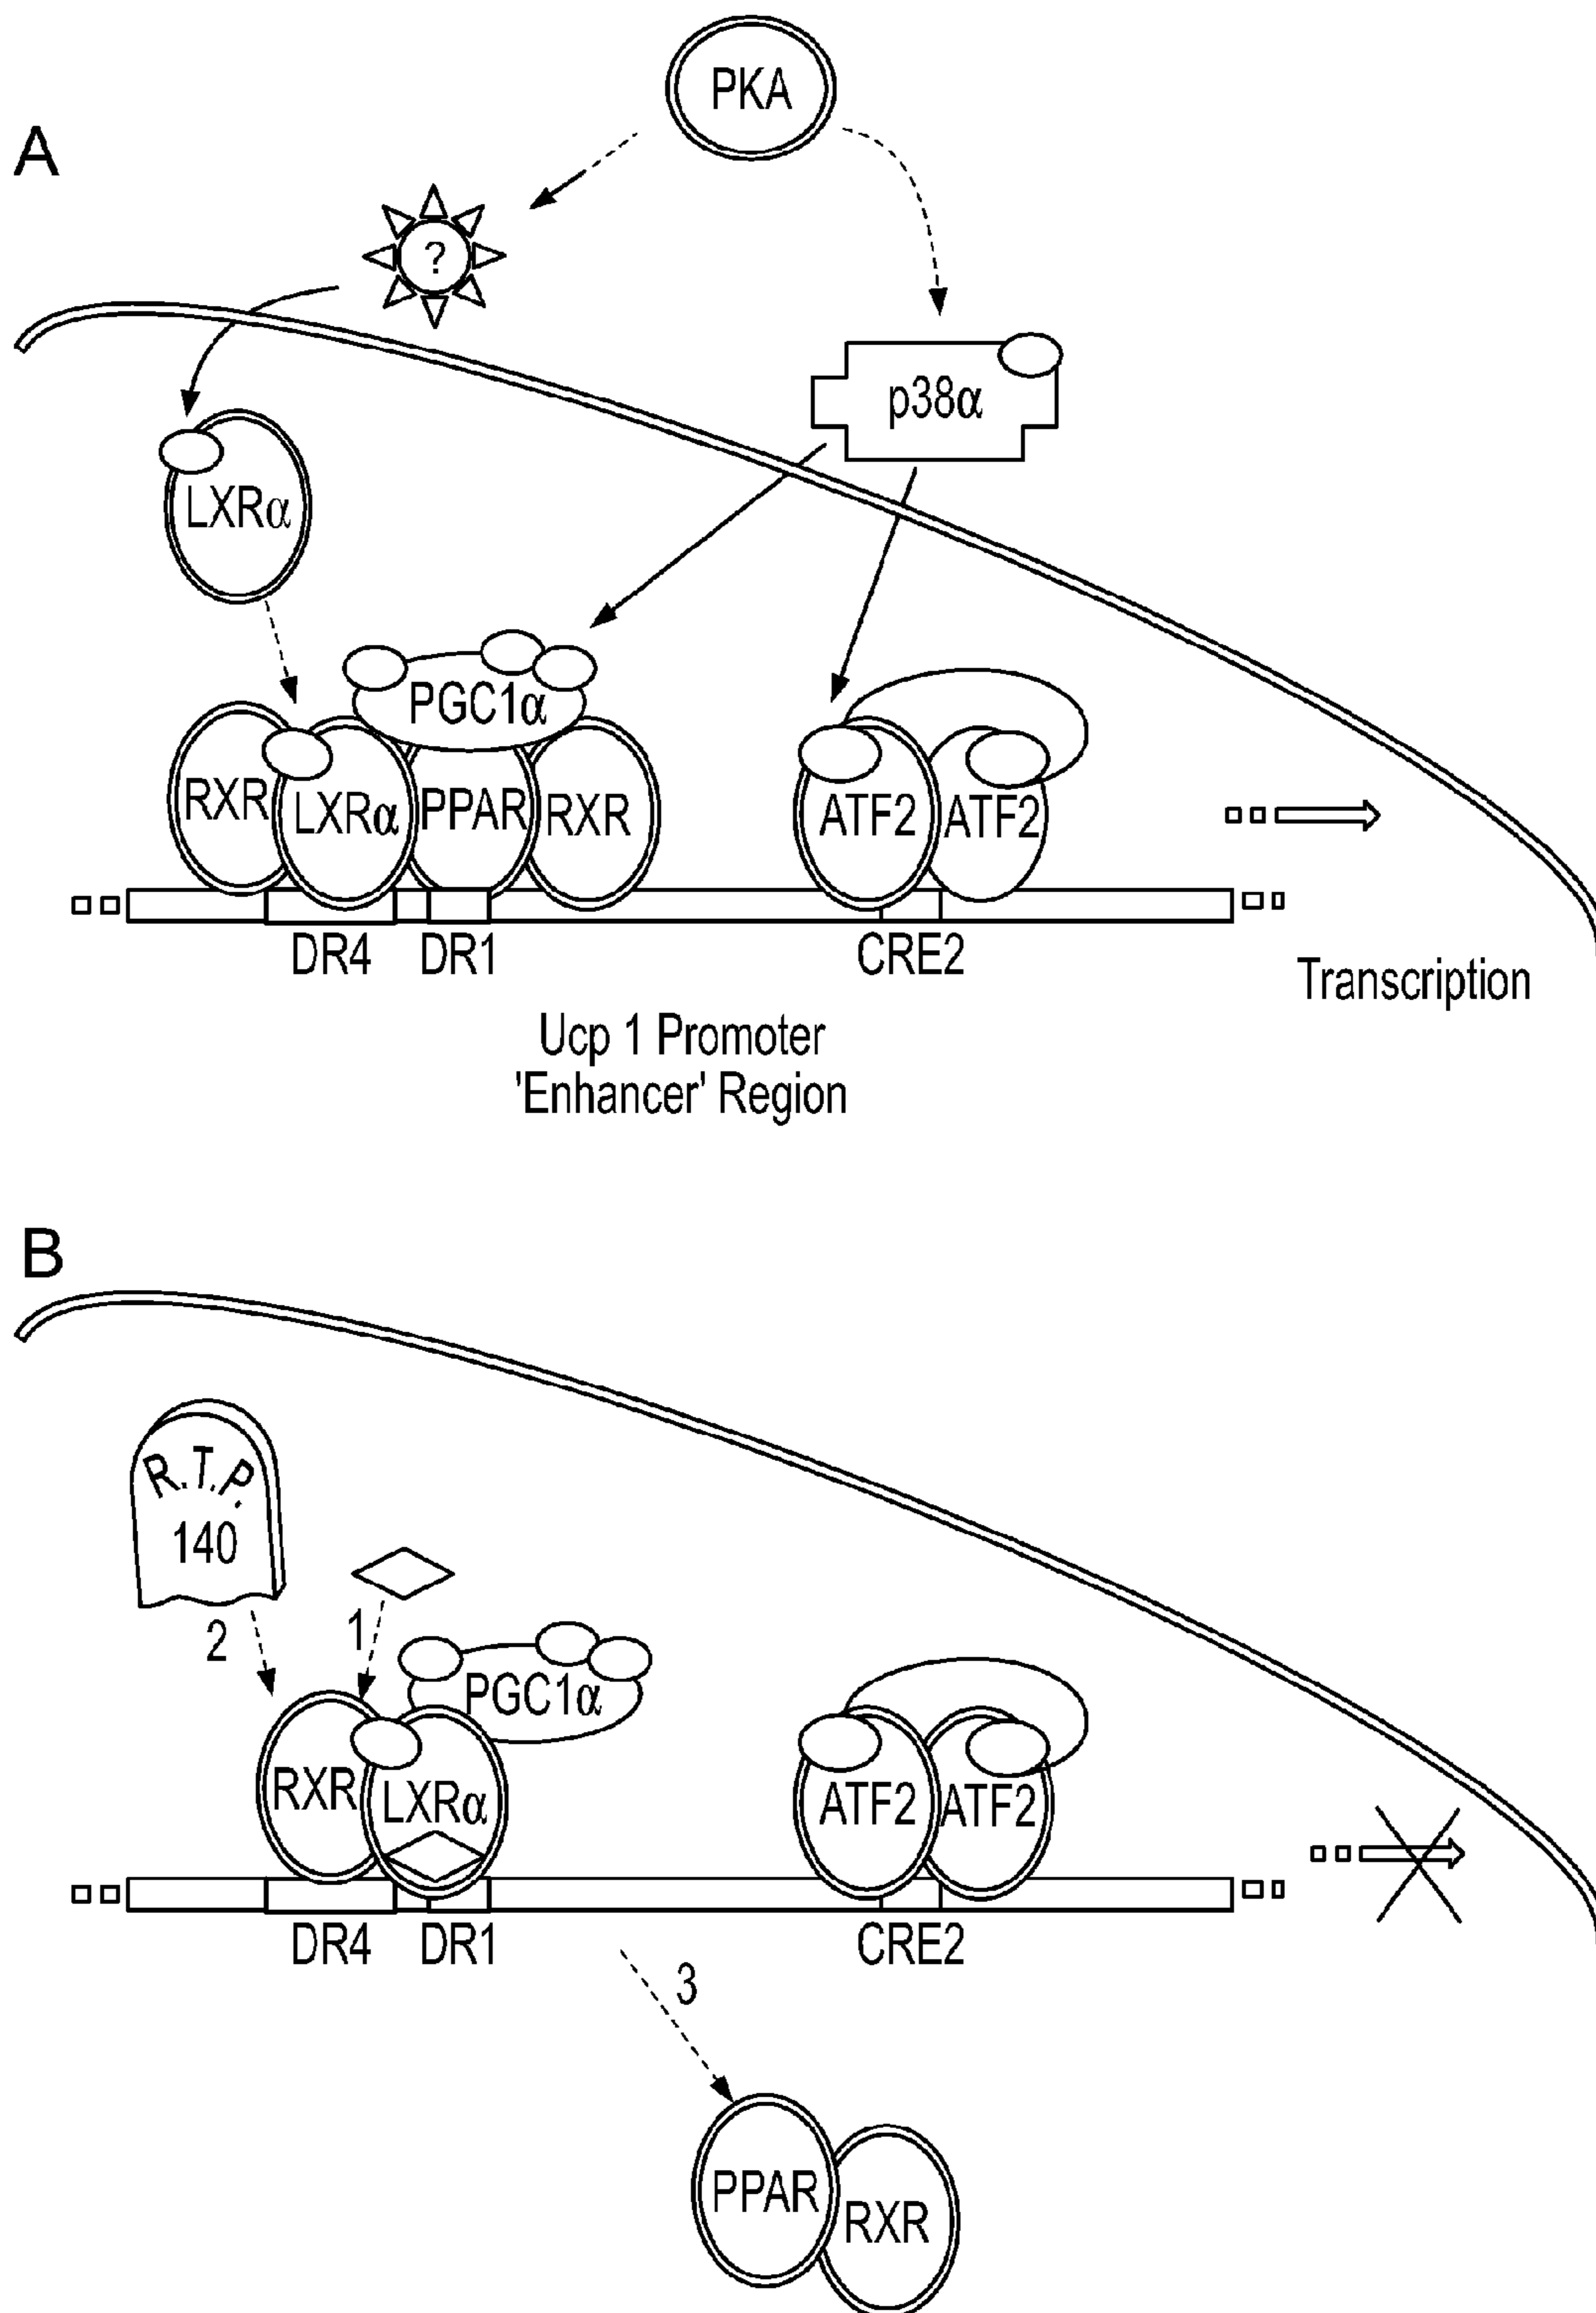 PKA
A
?
p38α
LXRα
PGC1α
RXR LXRα PPAR RXR ATF2 ATF2
DR4 DR1 CRE2
Transcription
Ucp 1 Promoter
'Enhancer' Region
B
R.T.P.
140
2 1
PGC1α
RXR LXRα ATF2 ATF2
DR4 DR1 CRE2
3
PPAR RXR